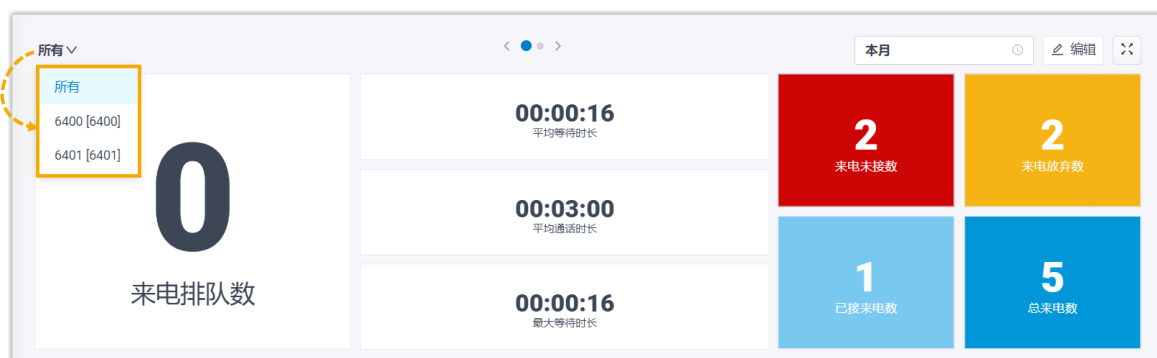 所有
本月
编辑
所有
6400 [6400]
6401 [6401]
0
来电排队数
00:00:16
平均等待时长
00:03:00
平均通话时长
00:00:16
最大等待时长
2
来电未接数
2
来电放弃数
1
已接来电数
5
总来电数